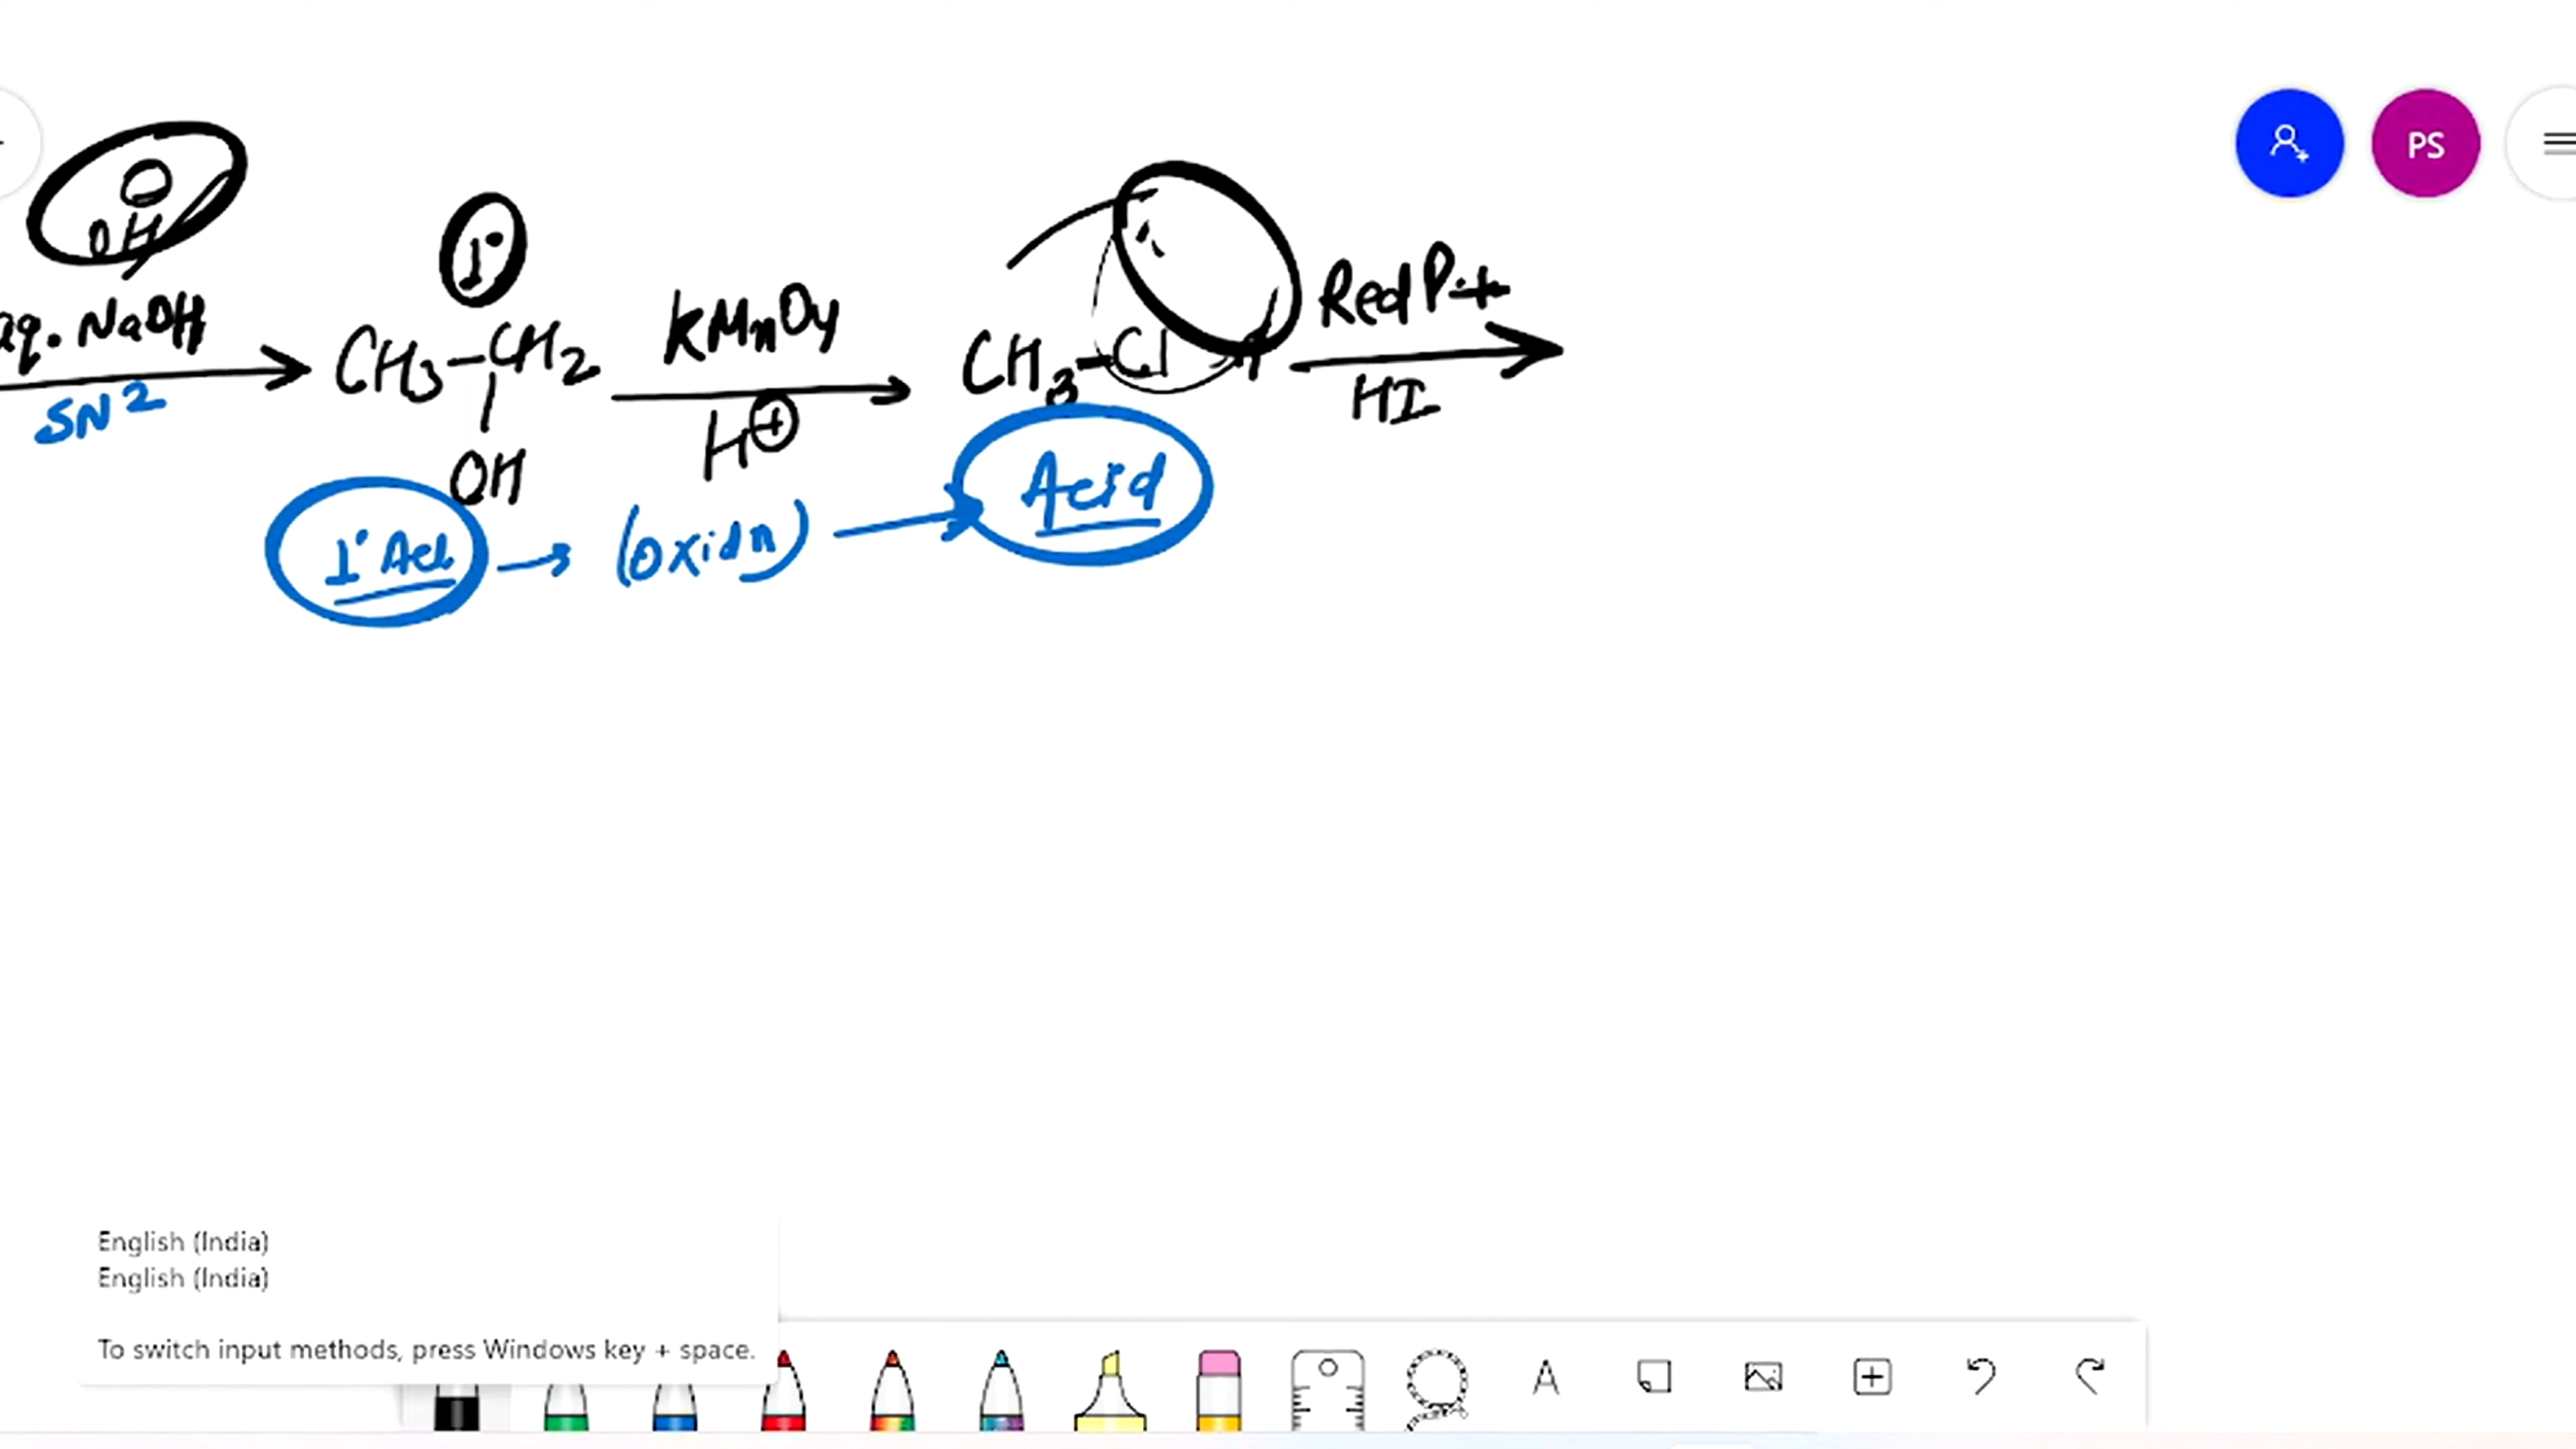 OH ⊖
aq. NaOH
SN2
1°
CH3-CH2
OH
KMnO4
H⊕
CH3-C
Red P +
HI
1° Acl → (oxidn) → Acid
PS
English (India)
English (India)
To switch input methods, press Windows key + space.
A